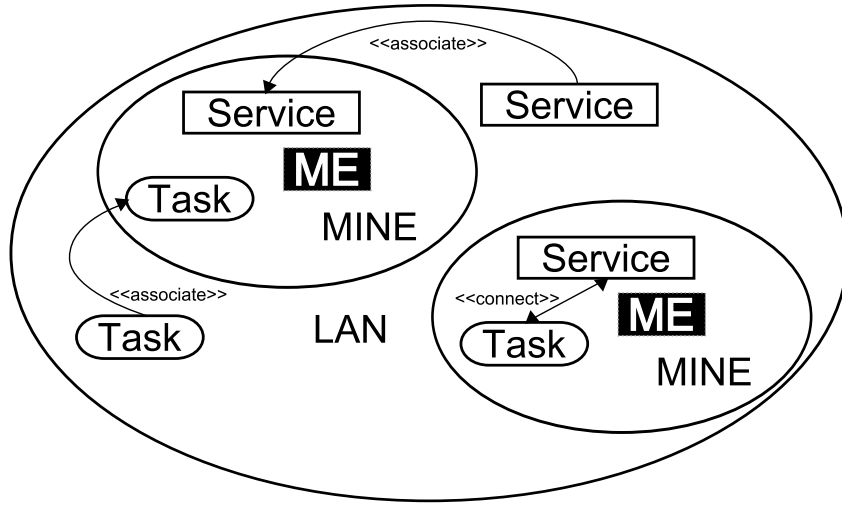 <<associate>>
Service
Service
ME
Task
MINE
Service
<<associate>>
<<connect>>
ME
Task
LAN
Task
MINE